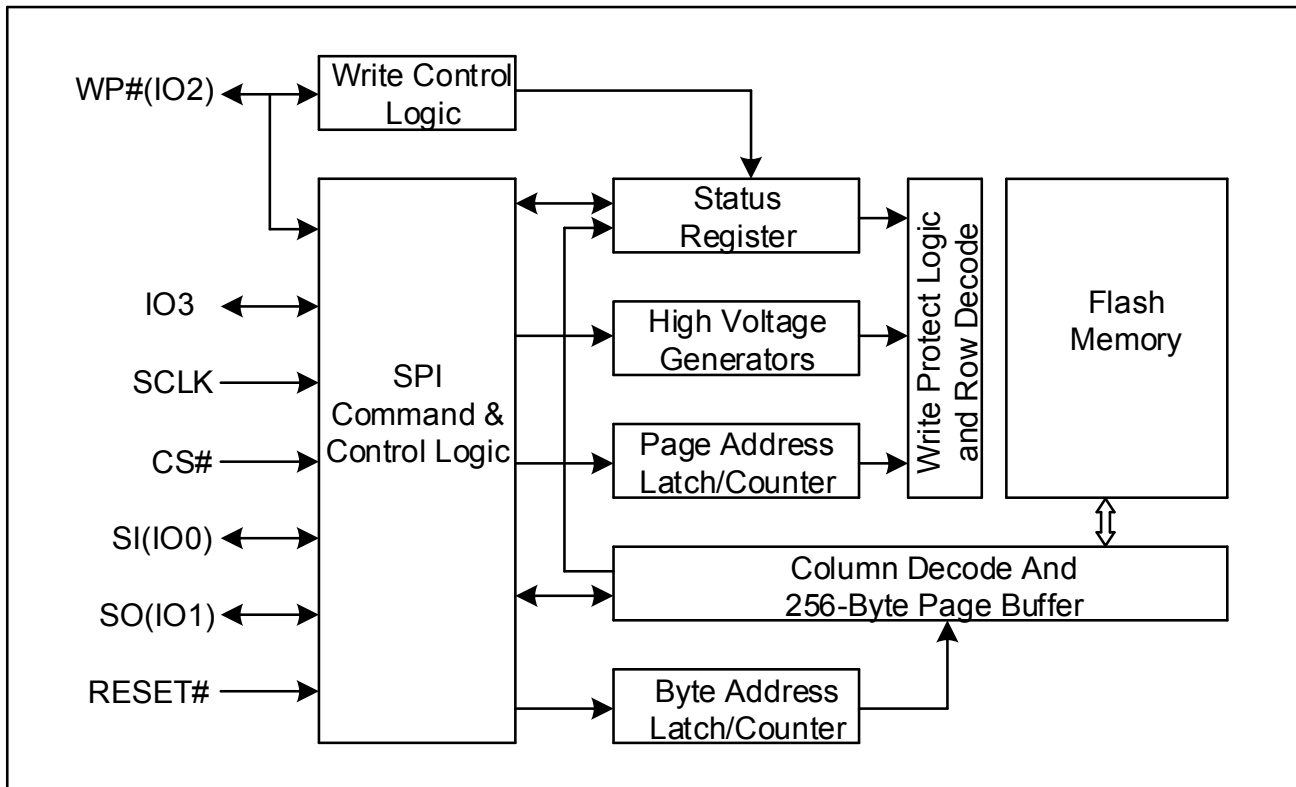 WP#(IO2)
Write Control
Logic
IO3
SCLK
CS#
SI(IO0)
SO(IO1)
RESET#
SPI
Command &
Control Logic
Status
Register
High Voltage
Generators
Page Address
Latch/Counter
Write Protect Logic
and Row Decode
Flash
Memory
Column Decode And
256-Byte Page Buffer
Byte Address
Latch/Counter